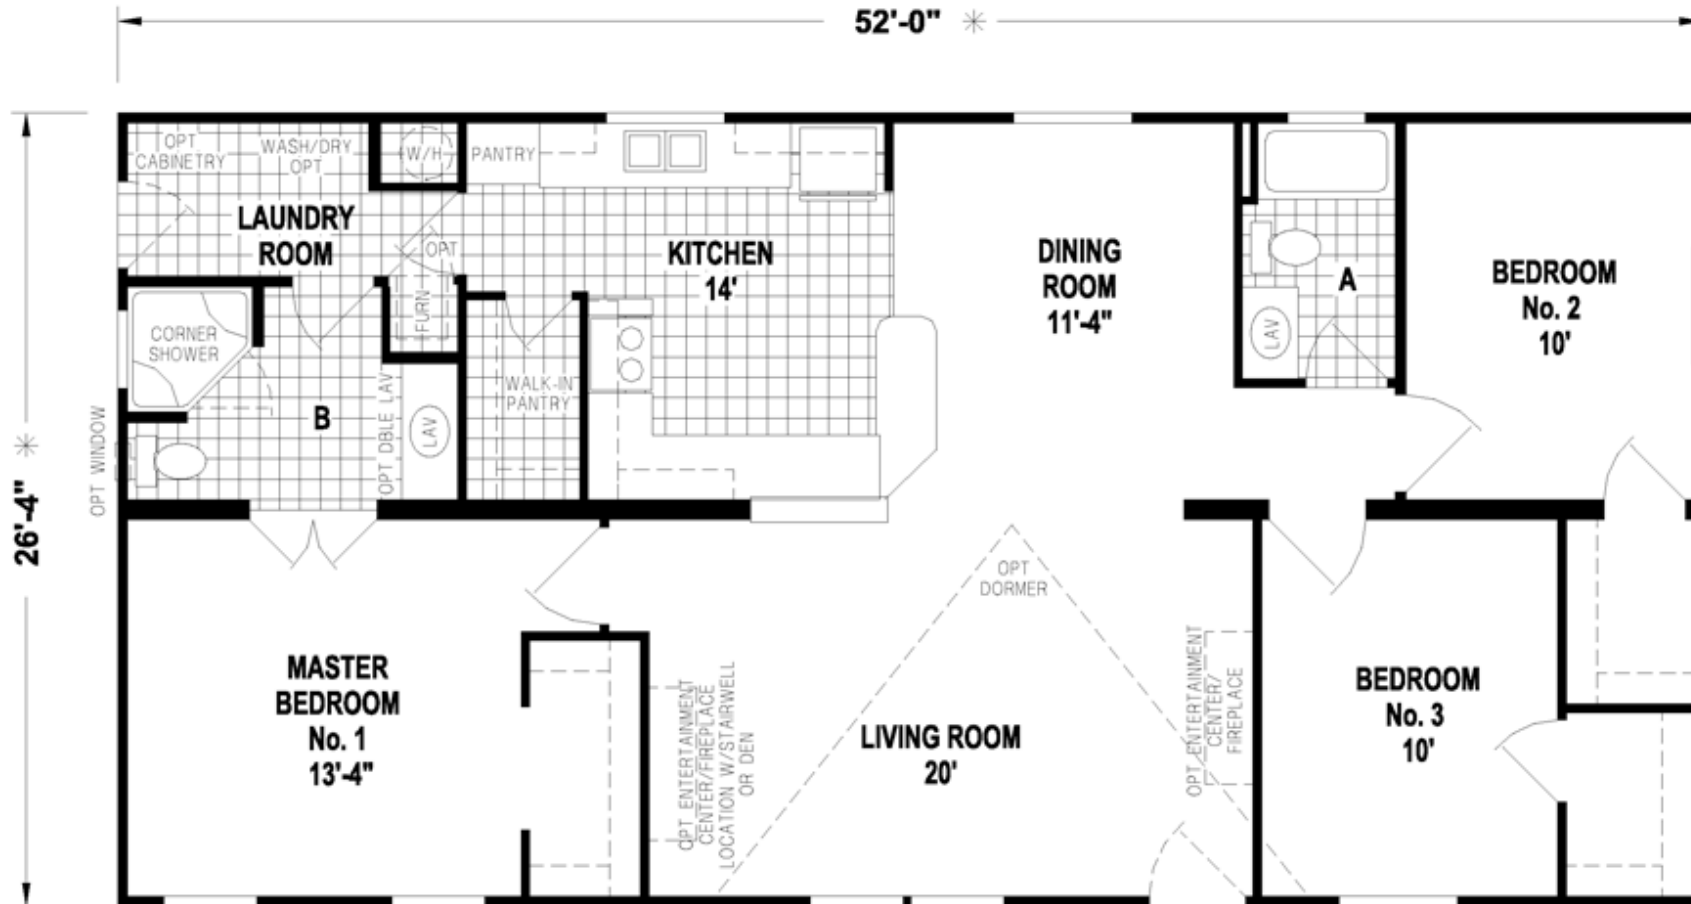 52'-0"
26'-4"
OPT
CABINETRY
WASH/DRY
OPT
W/H
PANTRY
LAUNDRY
ROOM
OPT
FURN
KITCHEN
14'
DINING
ROOM
11'-4"
A
LAV
BEDROOM
No. 2
10'
CORNER
SHOWER
B
OPT DBLE LAV
LAV
WALK-IN
PANTRY
OPT WINDOW
OPT
DORMER
MASTER
BEDROOM
No. 1
13'-4"
OPT ENTERTAINMENT
CENTER/FIREPLACE
LOCATION W/STAIRWELL
OR DEN
LIVING ROOM
20'
OPT ENTERTAINMENT
CENTER/
FIREPLACE
BEDROOM
No. 3
10'